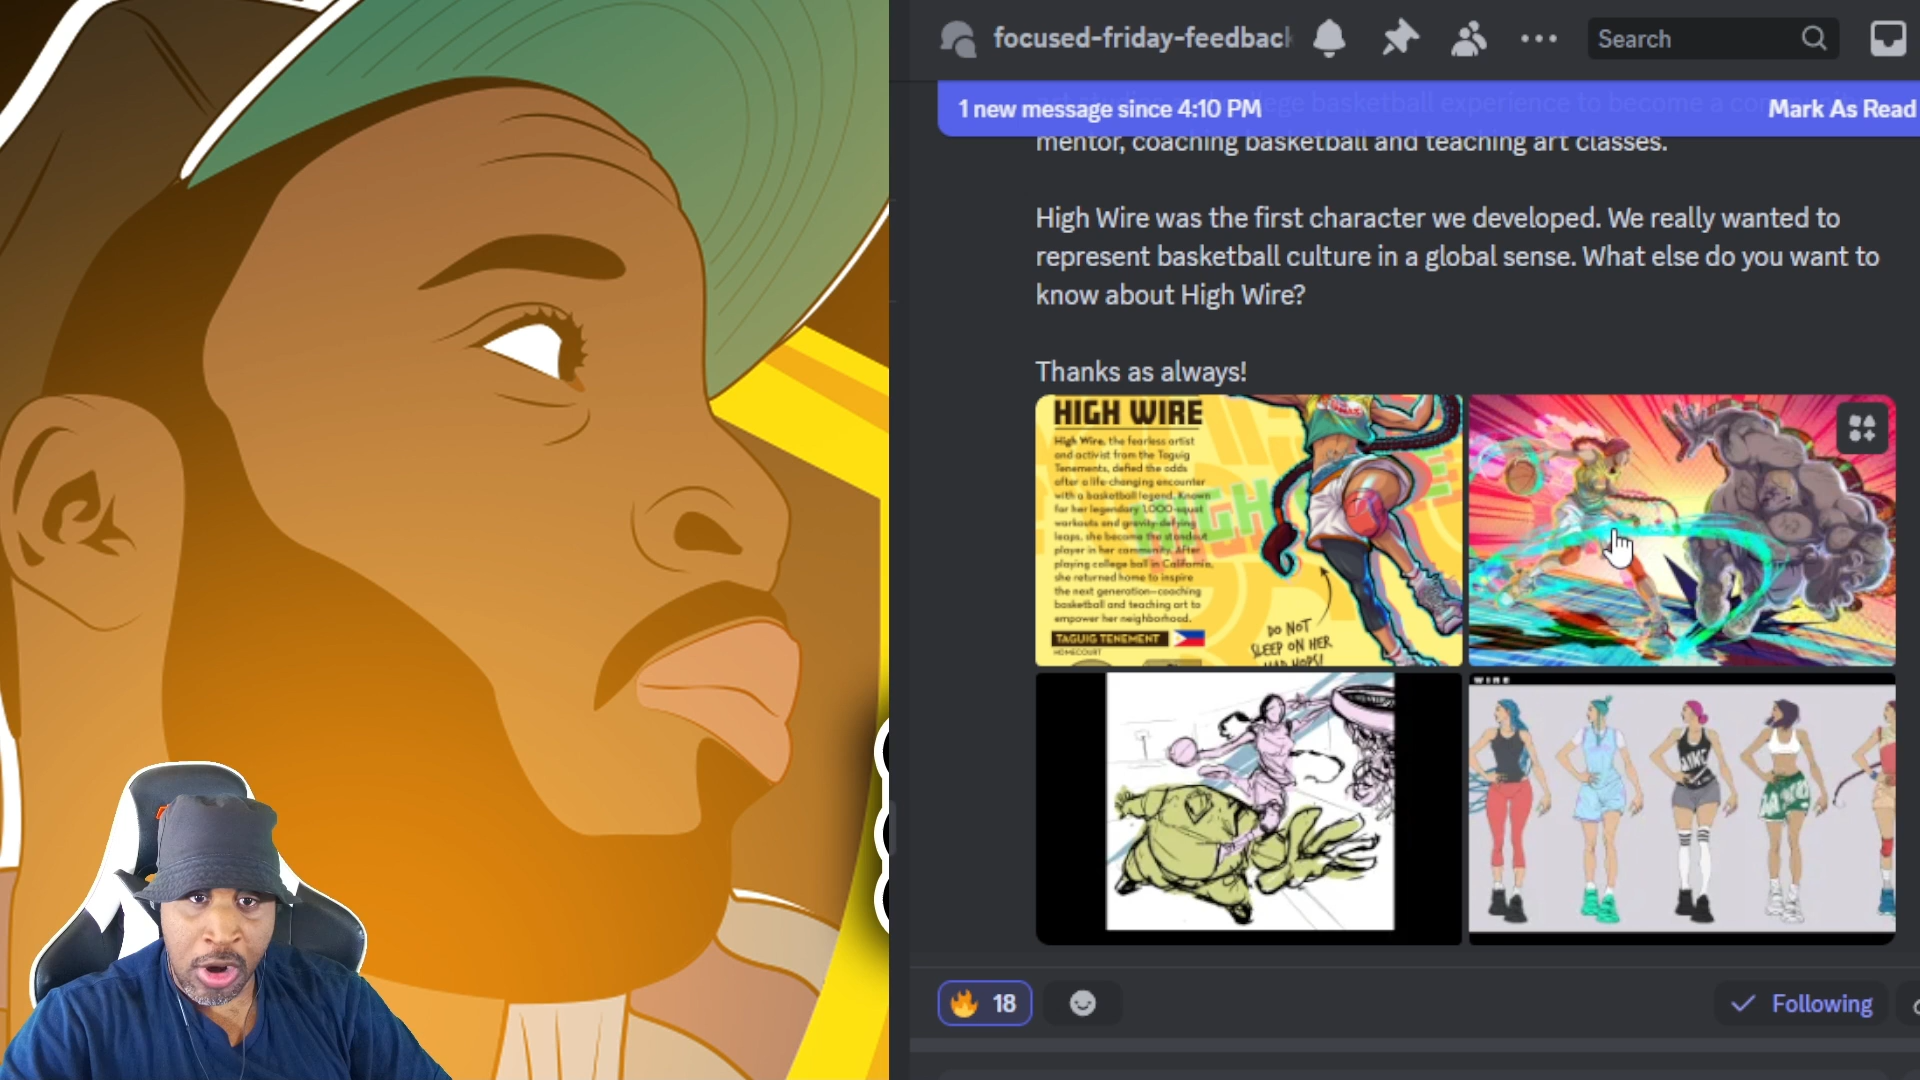 focused-friday-feedback
Search
1 new message since 4:10 PM
Mark As Read
mentor, coaching basketball and teaching art classes.
High Wire was the first character we developed. We really wanted to
represent basketball culture in a global sense. What else do you want to
know about High Wire?
Thanks as always!
HIGH WIRE
High Wire, the fearless artist
and activist from the Taguig
Tenements, defied the odds
after a life-changing encounter
with a basketball legend. Known
for her legendary 1,000-squat
workouts and gravity-defying
leaps, she became the standout
player in her community. After
playing college ball in California,
she returned home to inspire
the next generation—coaching
basketball and teaching art to
empower her neighborhood.
TAGUIG TENEMENT
HOMECOURT
DO NOT
SLEEP ON HER
MAD HOPS!
WIRE
18
Following